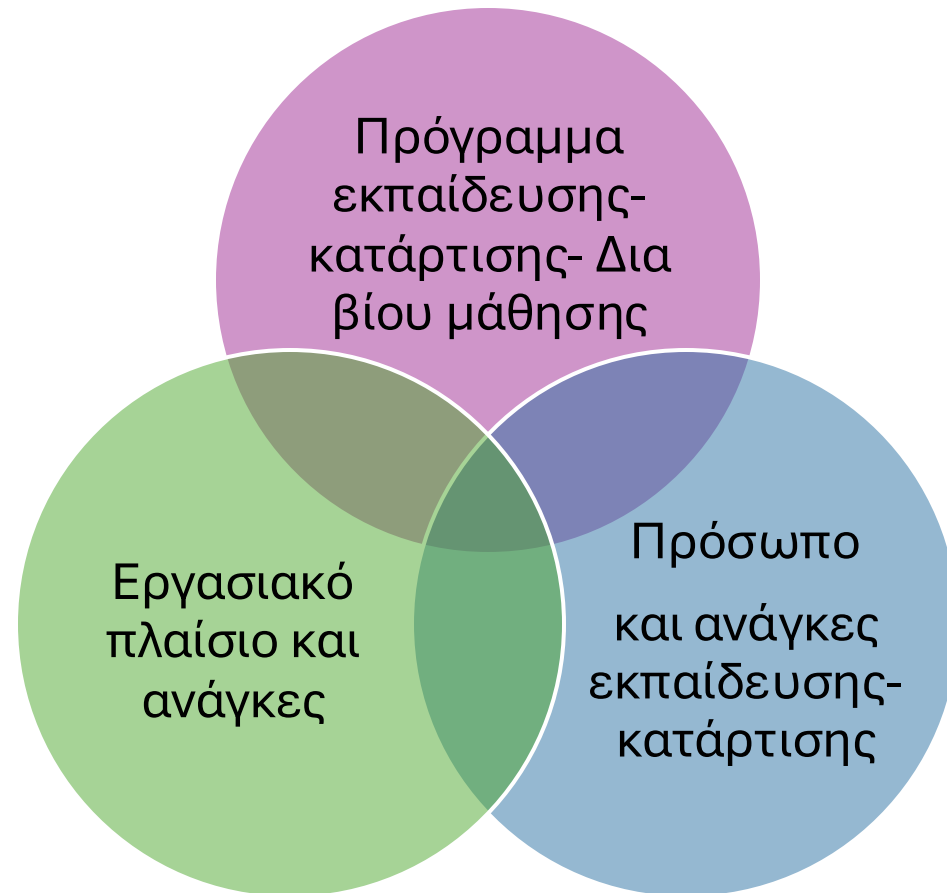 Πρόγραμμα
εκπαίδευσης-
κατάρτισης- Δια
βίου μάθησης
Εργασιακό
πλαίσιο και
ανάγκες
Πρόσωπο
και ανάγκες
εκπαίδευσης-
κατάρτισης